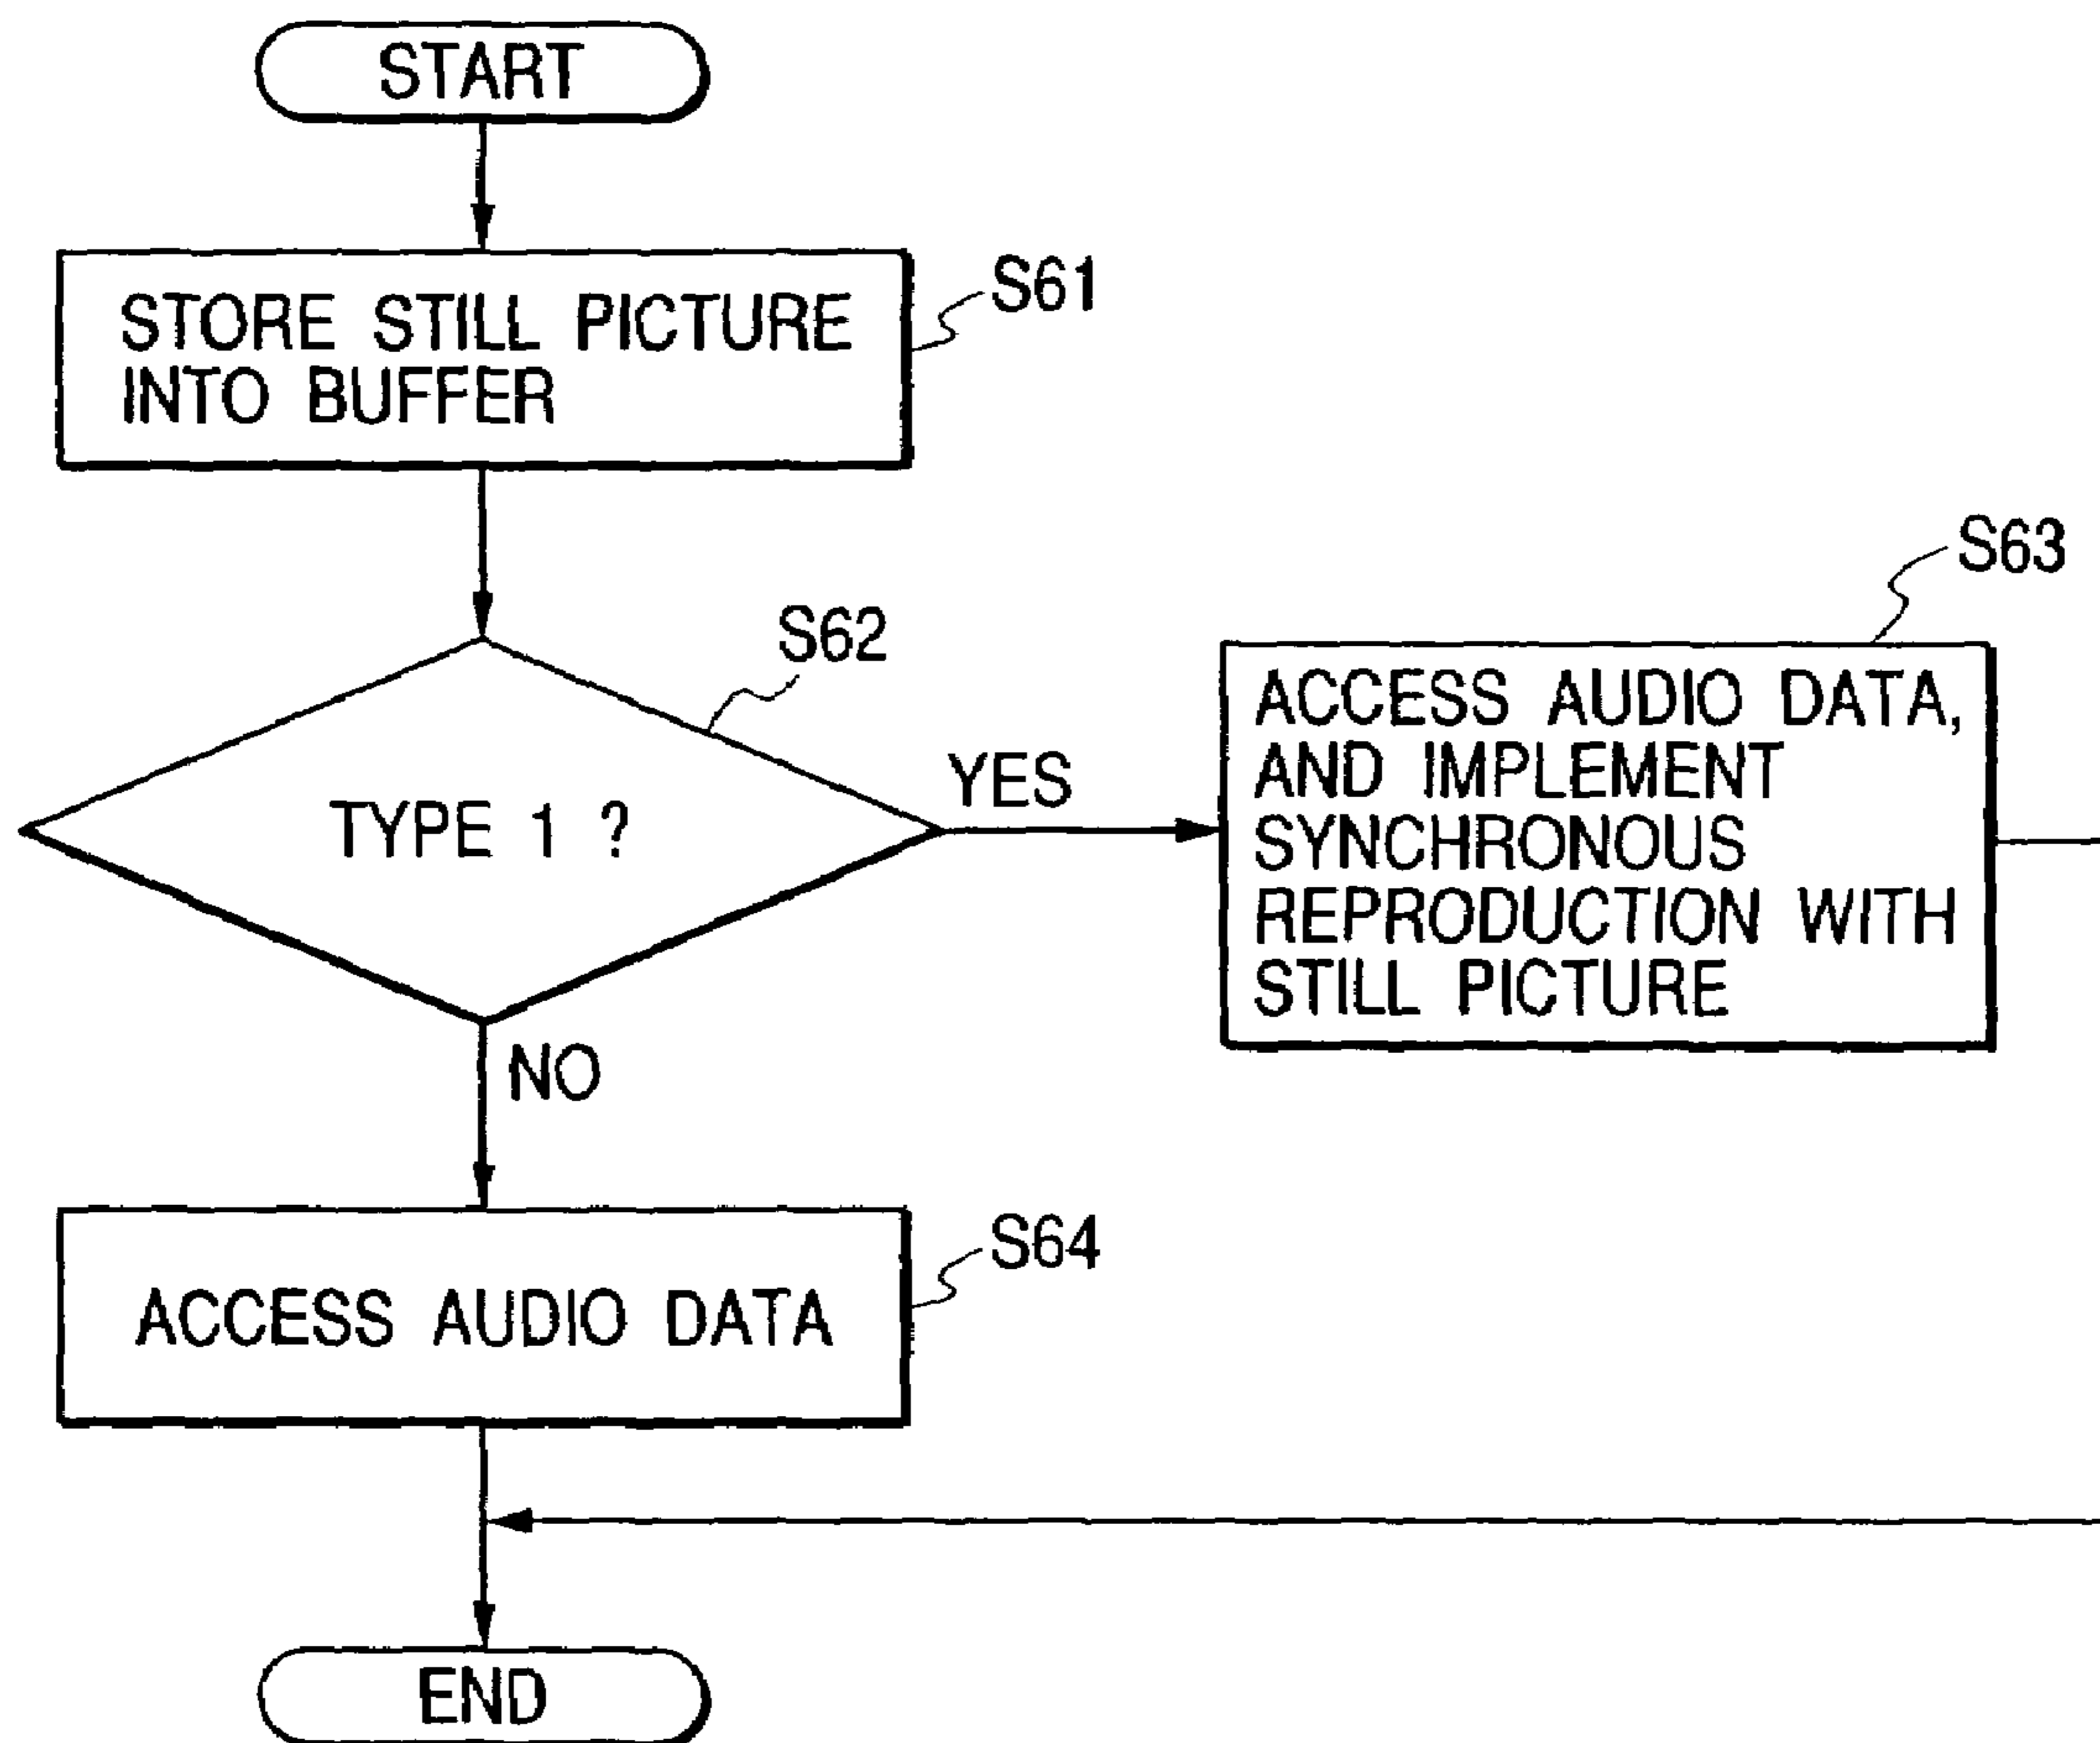 START
STORE STILL PICTURE
INTO BUFFER
S61
S62
TYPE 1 ?
YES
NO
S63
ACCESS AUDIO DATA,
AND IMPLEMENT
SYNCHRONOUS
REPRODUCTION WITH
STILL PICTURE
ACCESS AUDIO DATA
S64
END